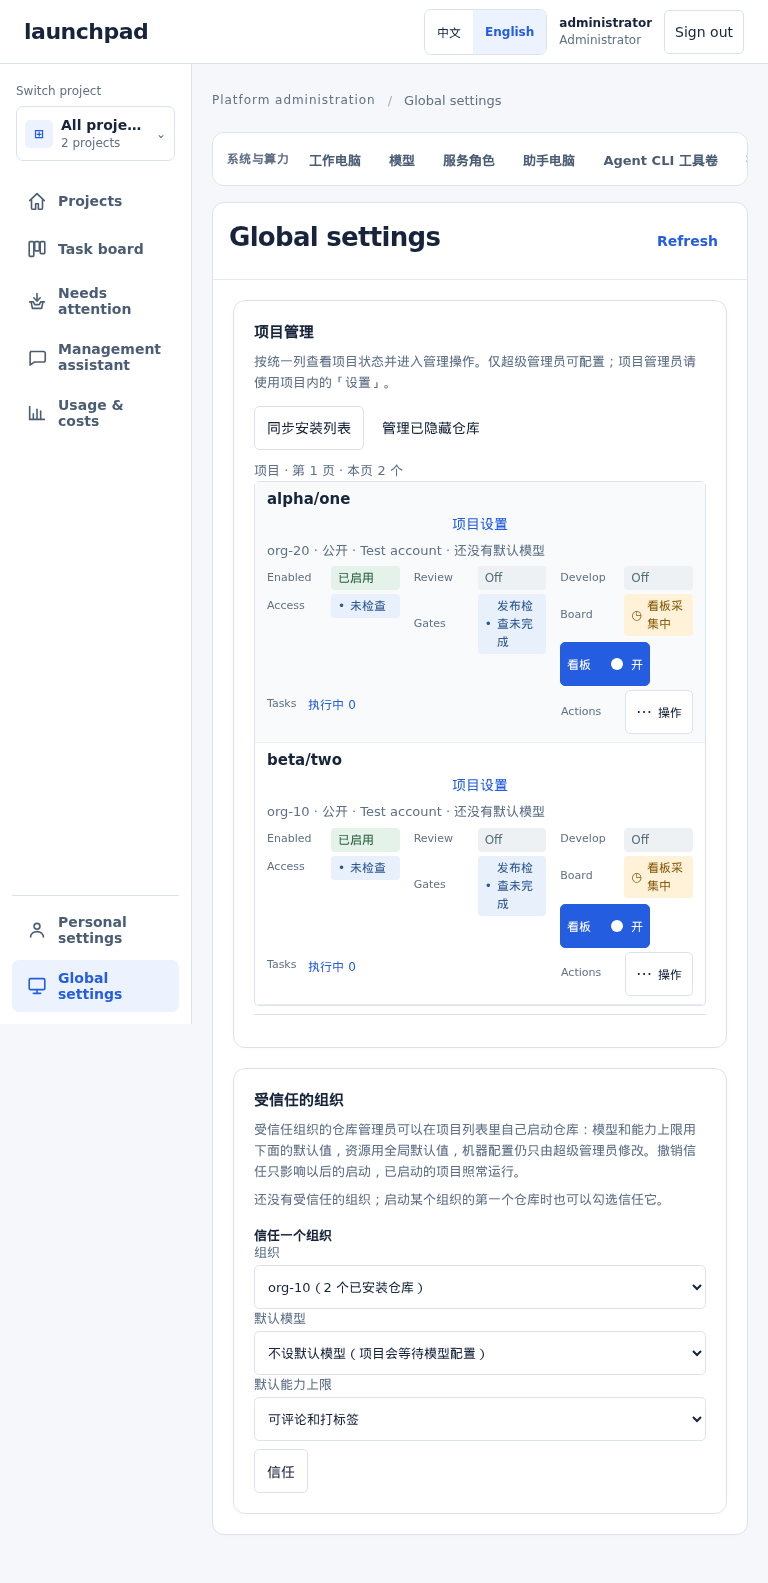 launchpad
中文
English
administrator
Administrator
Sign out
Switch project
All proje...
2 projects
Projects
Task board
Needs
attention
Management
assistant
Usage &
costs
Personal
settings
Global
settings
Platform administration / Global settings
系统与算力 工作电脑 模型 服务角色 助手电脑 Agent CLI 工具卷
Global settings
Refresh
项目管理
按统一列查看项目状态并进入管理操作。仅超级管理员可配置；项目管理员请
使用项目内的「设置」。
同步安装列表 管理已隐藏仓库
项目 · 第 1 页 · 本页 2 个
alpha/one
项目设置
org-20 · 公开 · Test account · 还没有默认模型
Enabled 已启用 Review Off Develop Off
Access • 未检查
Gates • 发布检
查未完
成
Board ◷ 看板采
集中
看板 开
Tasks 执行中 0
Actions ··· 操作
beta/two
项目设置
org-10 · 公开 · Test account · 还没有默认模型
Enabled 已启用 Review Off Develop Off
Access • 未检查
Gates • 发布检
查未完
成
Board ◷ 看板采
集中
看板 开
Tasks 执行中 0
Actions ··· 操作
受信任的组织
受信任组织的仓库管理员可以在项目列表里自己启动仓库：模型和能力上限用
下面的默认值，资源用全局默认值，机器配置仍只由超级管理员修改。撤销信
任只影响以后的启动，已启动的项目照常运行。
还没有受信任的组织；启动某个组织的第一个仓库时也可以勾选信任它。
信任一个组织
组织
org-10（2 个已安装仓库）
默认模型
不设默认模型（项目会等待模型配置）
默认能力上限
可评论和打标签
信任